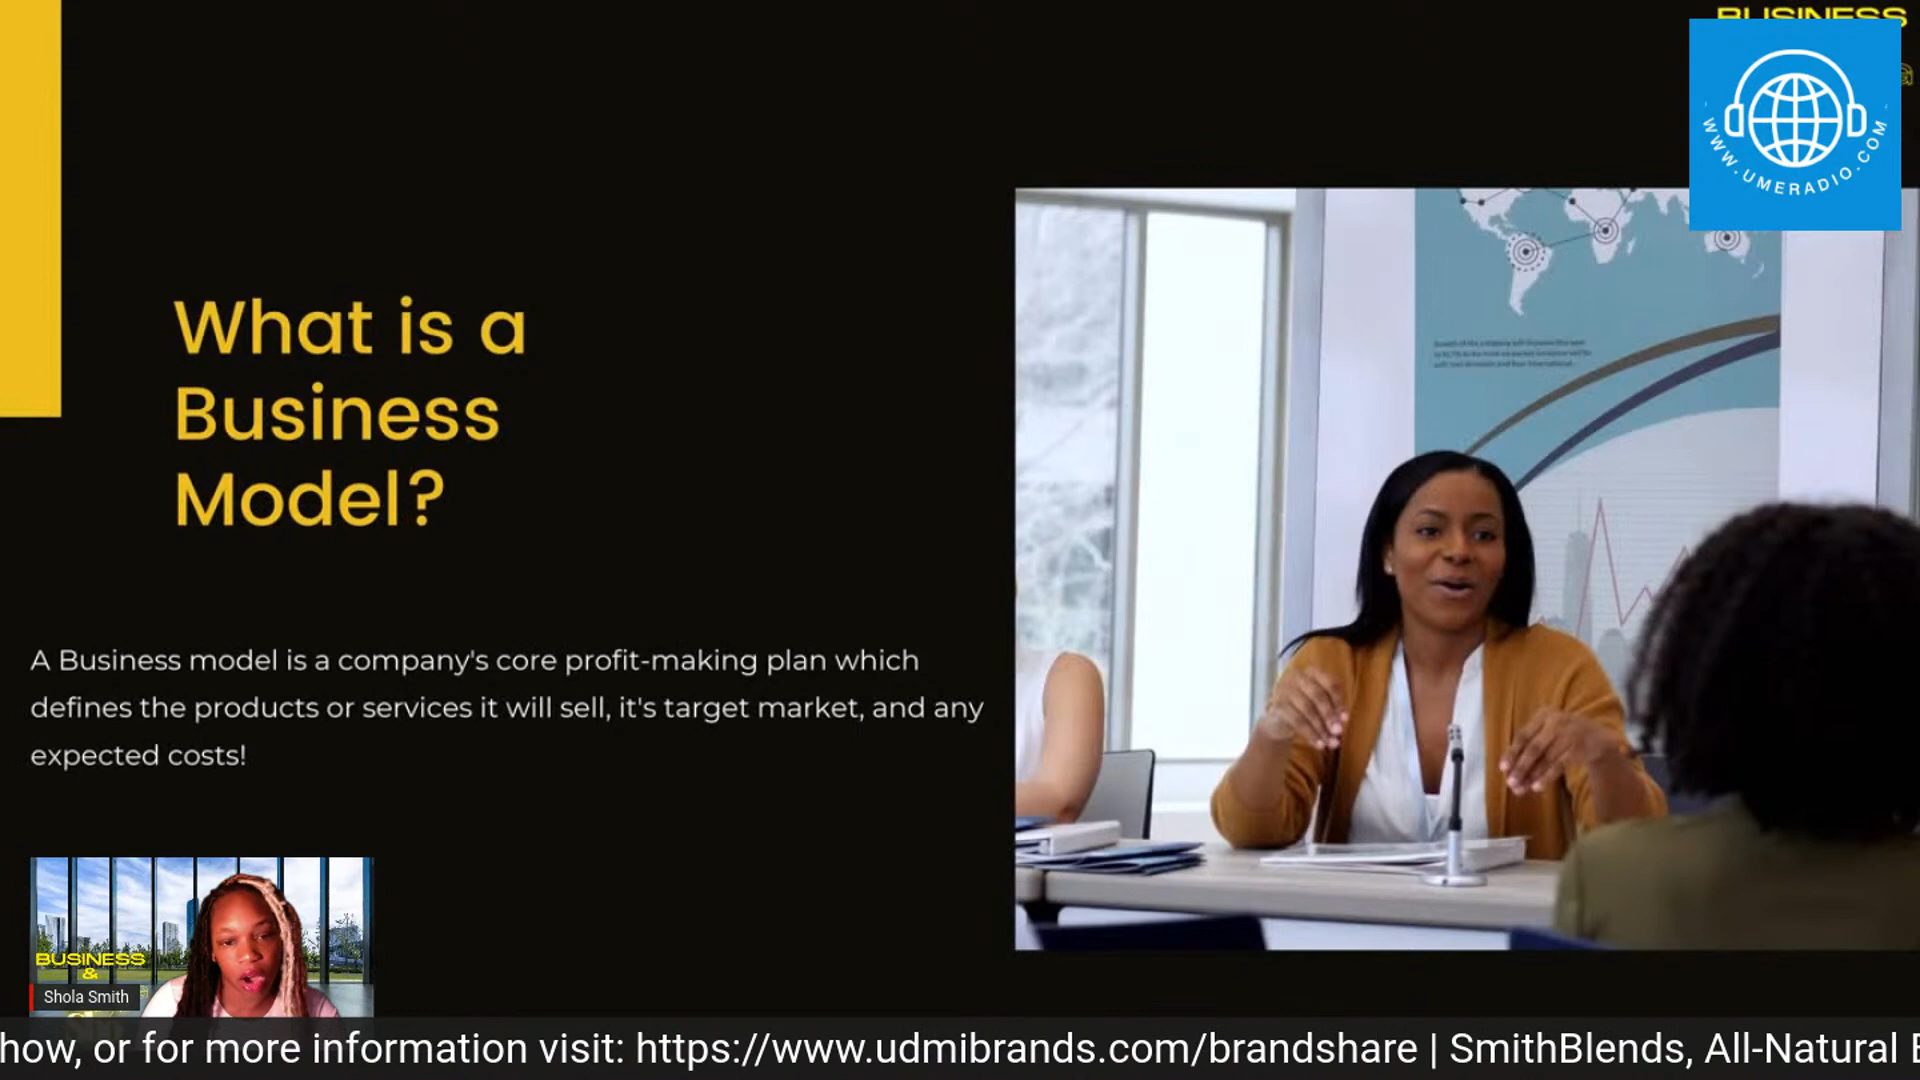 BUSINESS
WWW.UMERADIO.COM
What is a
Business
Model?
A Business model is a company's core profit-making plan which
defines the products or services it will sell, it's target market, and any
expected costs!
BUSINESS
&
Shola Smith
how, or for more information visit: https://www.udmibrands.com/brandshare | SmithBlends, All-Natural